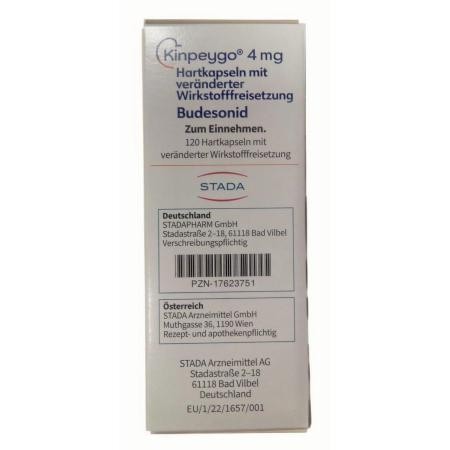 Kinpeygo® 4 mg
Hartkapseln mit
veränderter
Wirkstofffreisetzung
Budesonid
Zum Einnehmen.
120 Hartkapseln mit
veränderter Wirkstofffreisetzung
STADA
Deutschland
STADAPHARM GmbH
Stadastraße 2–18, 61118 Bad Vilbel
Verschreibungspflichtig
PZN-17623751
Österreich
STADA Arzneimittel GmbH
Muthgasse 36, 1190 Wien
Rezept- und apothekenpflichtig
STADA Arzneimittel AG
Stadastraße 2–18
61118 Bad Vilbel
Deutschland
EU/1/22/1657/001